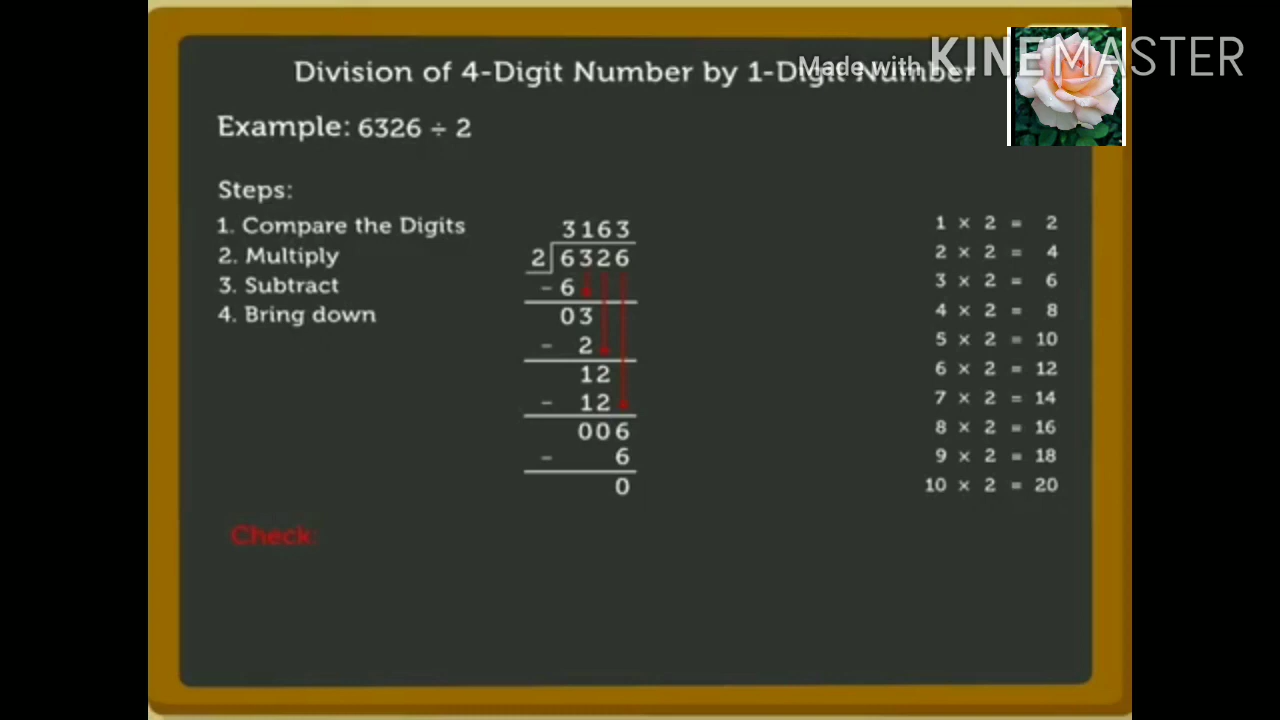 Made with KINEMASTER
Division of 4-Digit Number by 1-Digit Number
Example: 6326 ÷ 2
Steps:
1. Compare the Digits
2. Multiply
3. Subtract
4. Bring down
3163
2 6326
- 6
03
- 2
12
- 12
006
- 6
0
1 × 2 = 2
2 × 2 = 4
3 × 2 = 6
4 × 2 = 8
5 × 2 = 10
6 × 2 = 12
7 × 2 = 14
8 × 2 = 16
9 × 2 = 18
10 × 2 = 20
Check: